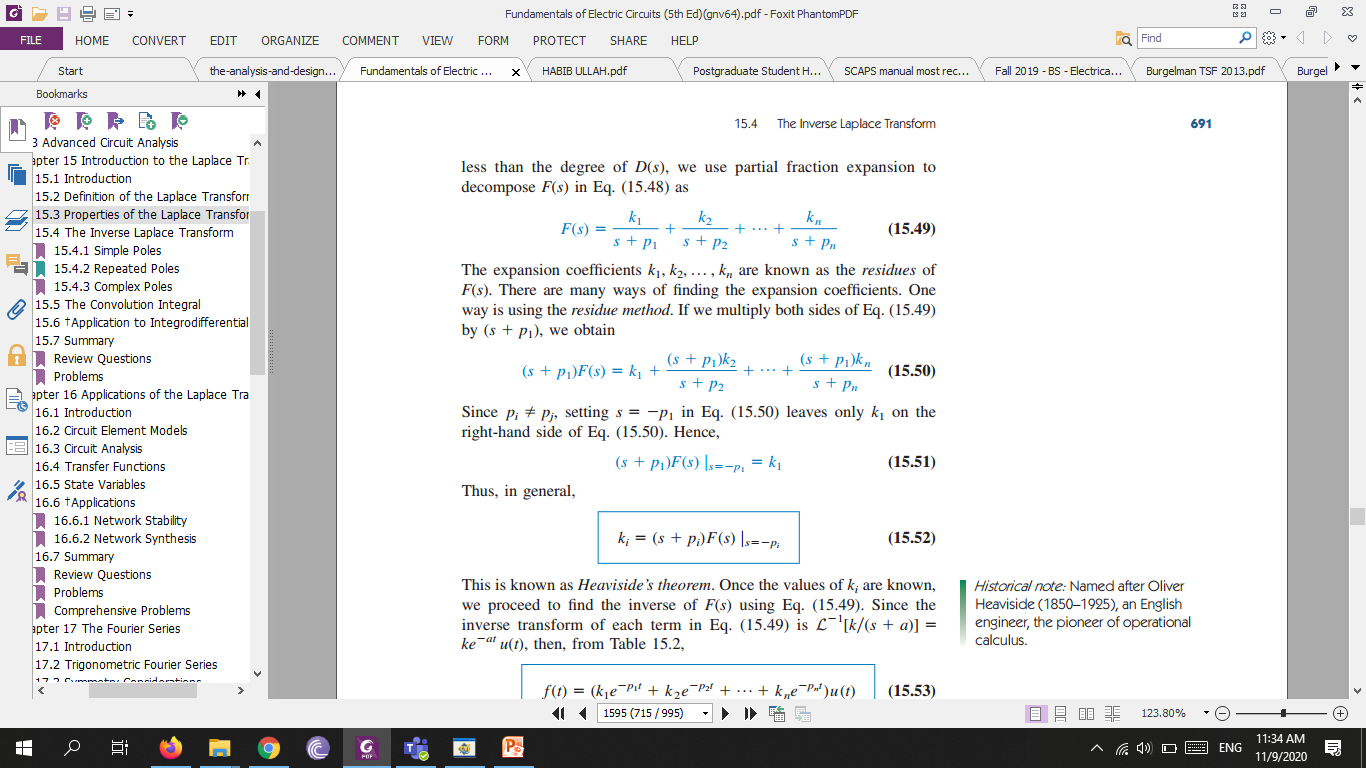 Fundamentals of Electric Circuits (5th Ed)(gnv64).pdf - Foxit PhantomPDF
FILE HOME CONVERT EDIT ORGANIZE COMMENT VIEW FORM PROTECT SHARE HELP Find
Start the-analysis-and-design... Fundamentals of Electric ... HABIB ULLAH.pdf Postgraduate Student H... SCAPS manual most rec... Fall 2019 - BS - Electrica... Burgelman TSF 2013.pdf Burgel
Bookmarks
3 Advanced Circuit Analysis
apter 15 Introduction to the Laplace Tr
15.1 Introduction
15.2 Definition of the Laplace Transfor
15.3 Properties of the Laplace Transfor
15.4 The Inverse Laplace Transform
15.4.1 Simple Poles
15.4.2 Repeated Poles
15.4.3 Complex Poles
15.5 The Convolution Integral
15.6 †Application to Integrodifferential
15.7 Summary
Review Questions
Problems
apter 16 Applications of the Laplace Tra
16.1 Introduction
16.2 Circuit Element Models
16.3 Circuit Analysis
16.4 Transfer Functions
16.5 State Variables
16.6 †Applications
16.6.1 Network Stability
16.6.2 Network Synthesis
16.7 Summary
Review Questions
Problems
Comprehensive Problems
apter 17 The Fourier Series
17.1 Introduction
17.2 Trigonometric Fourier Series
17.3 Symmetry Considerations
15.4 The Inverse Laplace Transform 691
less than the degree of D(s), we use partial fraction expansion to
decompose F(s) in Eq. (15.48) as
F(s) = k₁/(s + p₁) + k₂/(s + p₂) + ⋯ + kₙ/(s + pₙ) (15.49)
The expansion coefficients k₁, k₂, … , kₙ are known as the residues of
F(s). There are many ways of finding the expansion coefficients. One
way is using the residue method. If we multiply both sides of Eq. (15.49)
by (s + p₁), we obtain
(s + p₁)F(s) = k₁ + (s + p₁)k₂/(s + p₂) + ⋯ + (s + p₁)kₙ/(s + pₙ) (15.50)
Since pᵢ ≠ pⱼ, setting s = −p₁ in Eq. (15.50) leaves only k₁ on the
right-hand side of Eq. (15.50). Hence,
(s + p₁)F(s) |s=−p₁ = k₁ (15.51)
Thus, in general,
kᵢ = (s + pᵢ)F(s) |s=−pᵢ (15.52)
This is known as Heaviside's theorem. Once the values of kᵢ are known,
we proceed to find the inverse of F(s) using Eq. (15.49). Since the
inverse transform of each term in Eq. (15.49) is ℒ⁻¹[k/(s + a)] =
ke⁻ᵃᵗ u(t), then, from Table 15.2,
f(t) = (k₁e^−p₁t + k₂e^−p₂t + ⋯ + kₙe^−pₙt)u(t) (15.53)
Historical note: Named after Oliver
Heaviside (1850–1925), an English
engineer, the pioneer of operational
calculus.
1595 (715 / 995) 123.80%
ENG
11:34 AM
11/9/2020